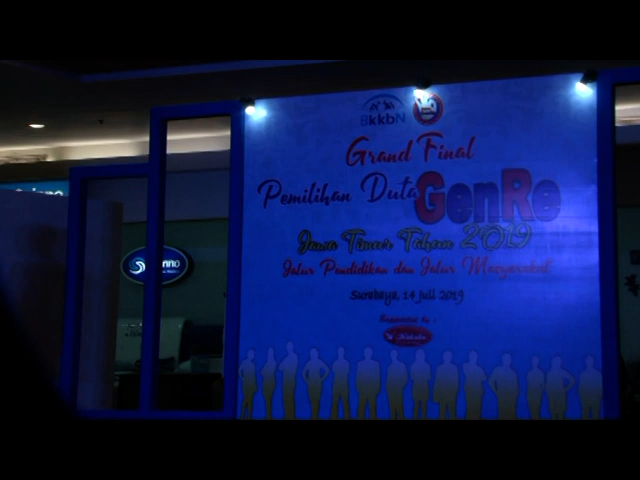 BkkbN
Grand Final
Pemilihan Duta GenRe
Jawa Timur Tahun 2019
Jalur Pendidikan dan Jalur Masyarakat
Surabaya, 14 Juli 2019
Supported By :